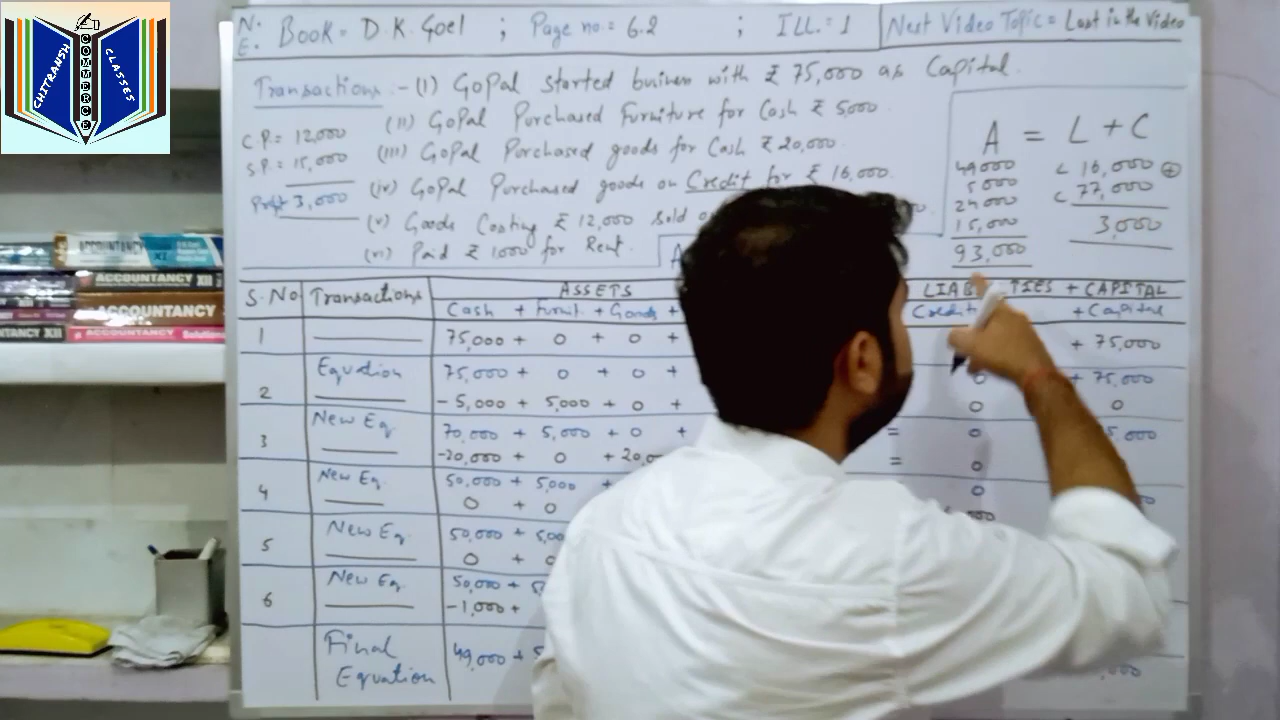 CHITRANSH
COMMERCE
CLASSES
N.E. Book = D.K. Goel ; Page no.: 6.2 ; ILL.: 1
Next Video Topic = Last in the Video
Transactions :- (i) GoPal started business with ₹ 75,000 as Capital.
(ii) GoPal Purchased Furniture for Cash ₹ 5000
(iii) GoPal Purchased goods for Cash ₹ 20,000.
(iv) GoPal Purchased goods on Credit for ₹ 16,000.
(v) Goods Costing ₹ 12,000 sold
(vi) Paid ₹ 1000 for Rent
C.P.= 12,000
S.P.= 15,000
Profit 3,000
A = L + C
49000 L 16,000 +
5000 C 77,000
24000
15,000 3,000
93,000
S.No Transactions ASSETS LIABILITIES + CAPITAL
Cash + Furnit. + Goods + Credit + Capital
1 75,000 + 0 + 0 + + 75,000
Equation 75,000 + 0 + 0 + 0 + 75,000
2 -5,000 + 5,000 + 0 + 0 0
New Eq. 70,000 + 5,000 + 0 + = 0
3 -20,000 + 0 = 0
New Eq. 50,000 + 5,000 + 0
4 0 + 0
New Eq. 50,000 +
5 0 +
New Eq. 50,000 +
6 -1,000 +
Final Equation 49,000 +
ACCOUNTANCY XI
ACCOUNTANCY XII
ACCOUNTANCY
ACCOUNTANCY Solutions